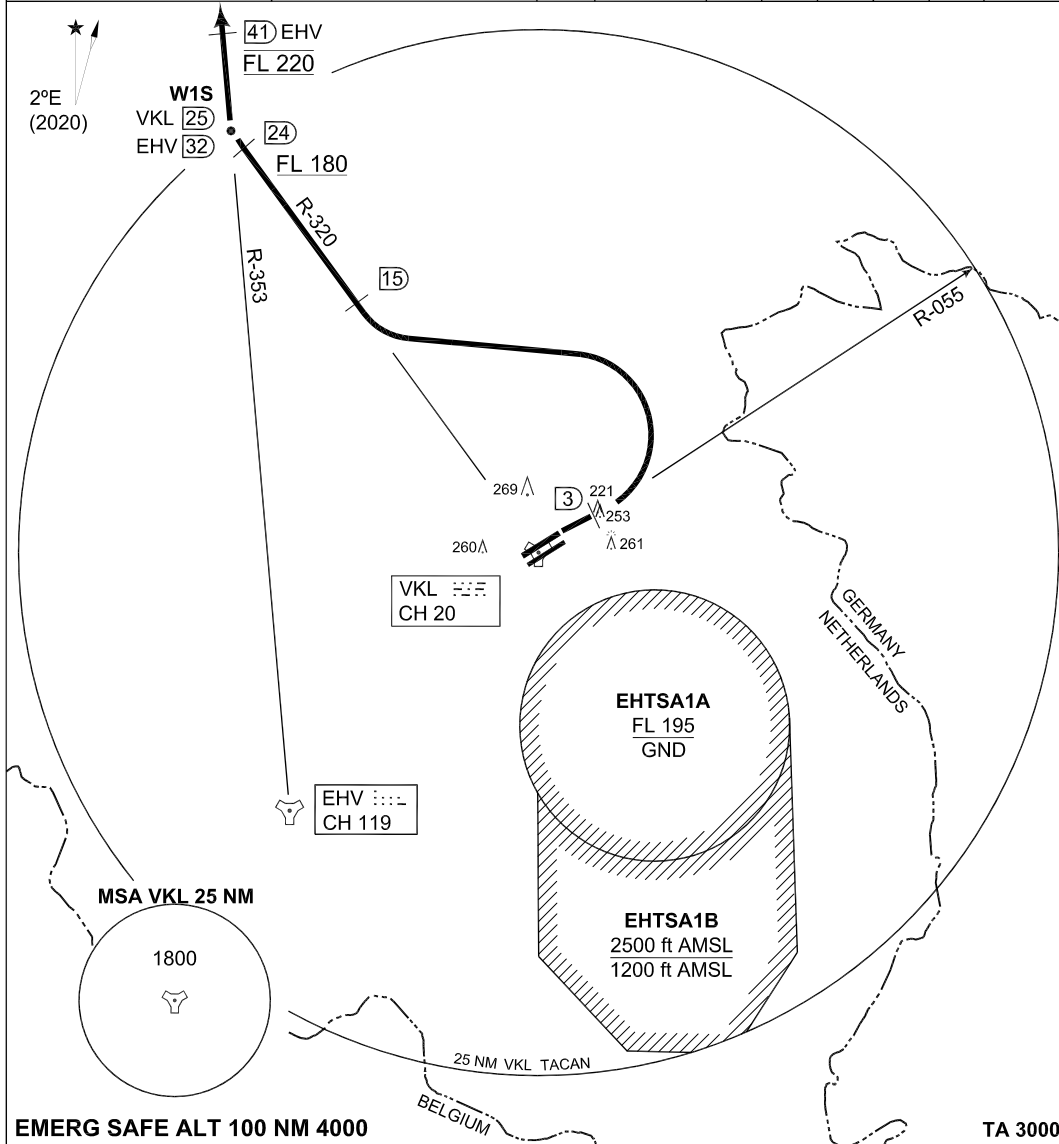 41 EHV
FL 220
2ºE
(2020)
W1S
VKL 25
EHV 32
24
FL 180
R-320
R-353
15
R-055
269
3
221
253
260
261
VKL
CH 20
GERMANY
NETHERLANDS
EHTSA1A
FL 195
GND
EHV
CH 119
MSA VKL 25 NM
1800
EHTSA1B
2500 ft AMSL
1200 ft AMSL
25 NM VKL TACAN
BELGIUM
EMERG SAFE ALT 100 NM 4000
TA 3000